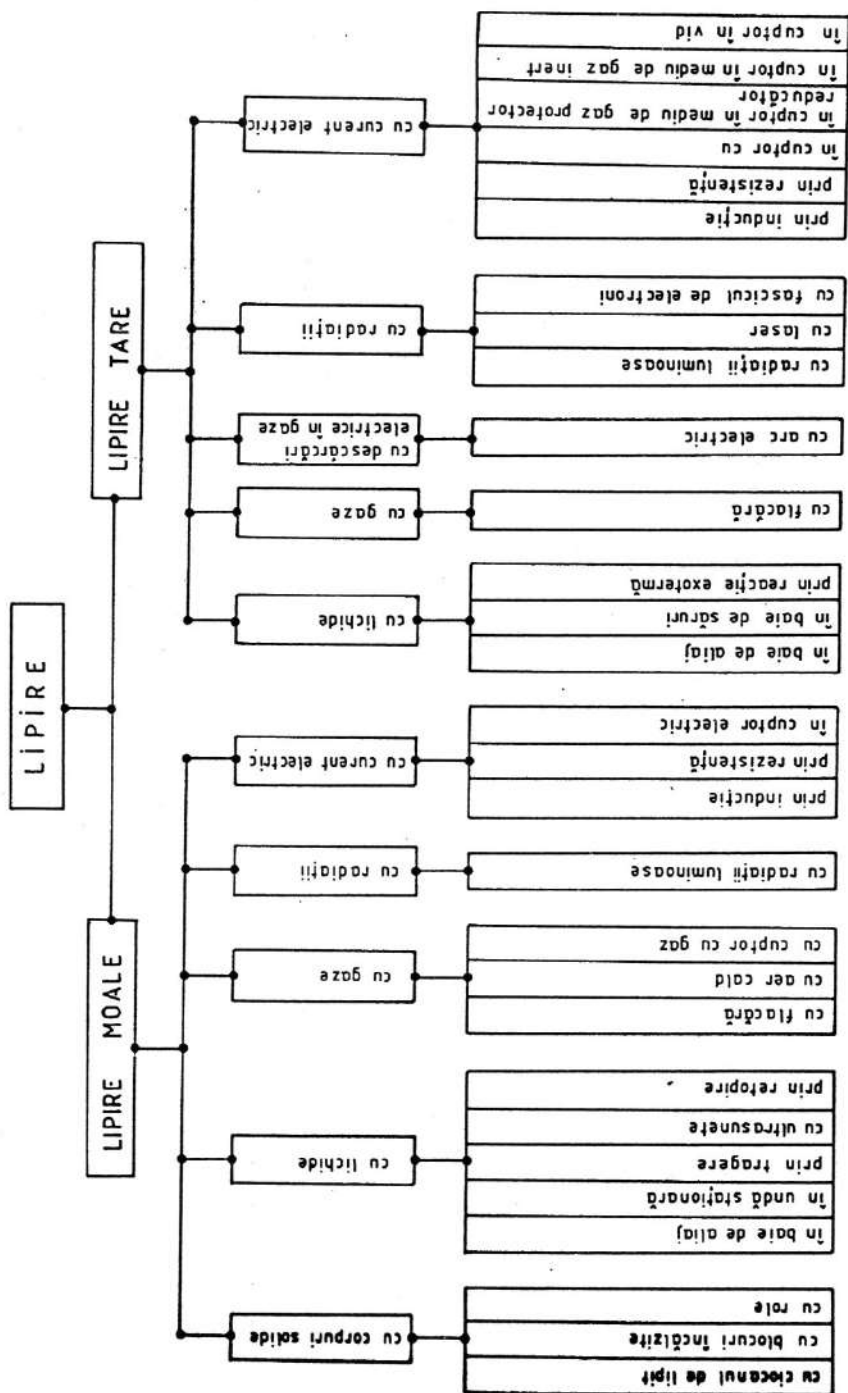 LIPIRE
LIPIRE MOALE
cu corpuri solide
cu ciocanul de lipit
cu blocuri încălzite
cu role
cu lichide
în baie de aliaj
în undă staționară
prin tragere
cu ultrasunete
prin retopire
cu gaze
cu flacără
cu aer cald
cu cuptor cu gaz
cu radiații
cu radiații luminoase
cu curent electric
prin inducție
prin rezistență
în cuptor electric
LIPIRE TARE
cu lichide
în baie de aliaj
în baie de săruri
prin reacție exotermă
cu gaze
cu flacără
cu descărcări
electrice în gaze
cu arc electric
cu radiații
cu radiații luminoase
cu laser
cu fascicul de electroni
cu curent electric
prin inducție
prin rezistență
în cuptor cu
în cuptor în mediu de gaz protector
reducător
în cuptor în mediu de gaz inert
în cuptor în vid